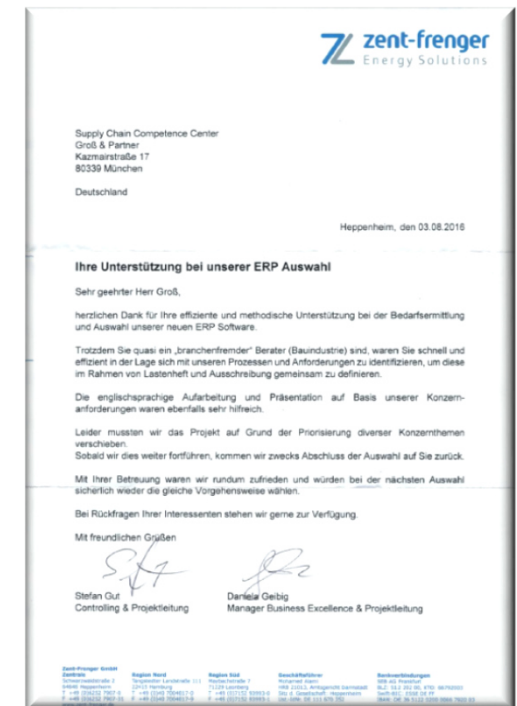 zent-frenger
Energy Solutions
Supply Chain Competence Center
Groß & Partner
Kazmairstraße 17
80339 München
Deutschland
Heppenheim, den 03.08.2016
Ihre Unterstützung bei unserer ERP Auswahl
Sehr geehrter Herr Groß,
herzlichen Dank für Ihre effiziente und methodische Unterstützung bei der Bedarfsermittlung
und Auswahl unserer neuen ERP Software.
Trotzdem Sie quasi ein „branchenfremder“ Berater (Bauindustrie) sind, waren Sie schnell und
effizient in der Lage sich mit unseren Prozessen und Anforderungen zu identifizieren, um diese
im Rahmen von Lastenheft und Ausschreibung gemeinsam zu definieren.
Die englischsprachige Aufarbeitung und Präsentation auf Basis unserer Konzern-
anforderungen waren ebenfalls sehr hilfreich.
Leider mussten wir das Projekt auf Grund der Priorisierung diverser Konzernthemen
verschieben.
Sobald wir dies weiter fortführen, kommen wir zwecks Abschluss der Auswahl auf Sie zurück.
Mit Ihrer Betreuung waren wir rundum zufrieden und würden bei der nächsten Auswahl
sicherlich wieder die gleiche Vorgehensweise wählen.
Bei Rückfragen Ihrer Interessenten stehen wir gerne zur Verfügung.
Mit freundlichen Grüßen
Stefan Gut Daniela Geibig
Controlling & Projektleitung Manager Business Excellence & Projektleitung
Zent-Frenger GmbH
Zentrale Region Nord Region Süd Geschäftsführer: Bankverbindungen: